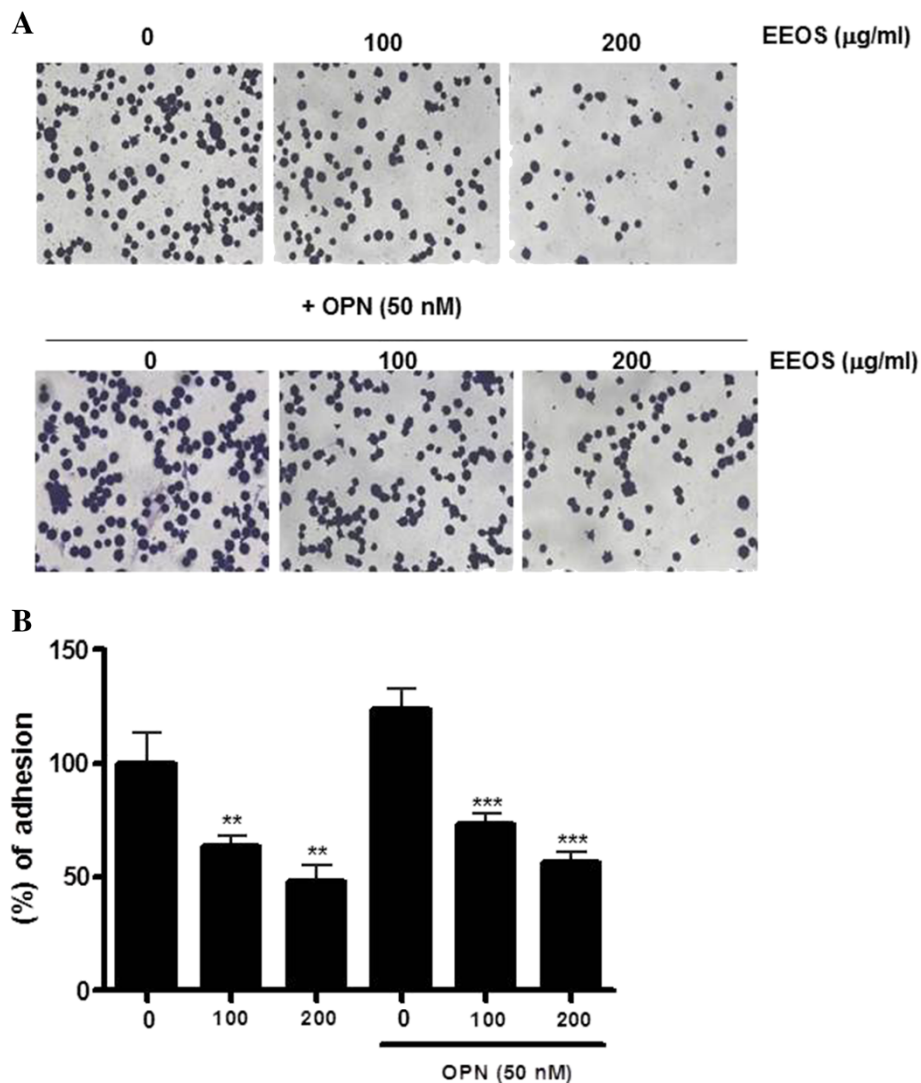 A
0 100 200 EEOS (µg/ml)
+ OPN (50 nM)
0 100 200 EEOS (µg/ml)
B
(%) of adhesion
150
100
50
0
** ** *** ***
0 100 200 0 100 200
OPN (50 nM)